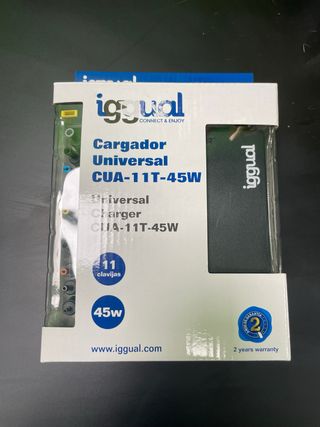 iggual
CONNECT & ENJOY
Cargador
Universal
CUA-11T-45W
Universal
Charger
CUA-11T-45W
11
clavijas
45w
www.iggual.com
iggual
2
2 years warranty